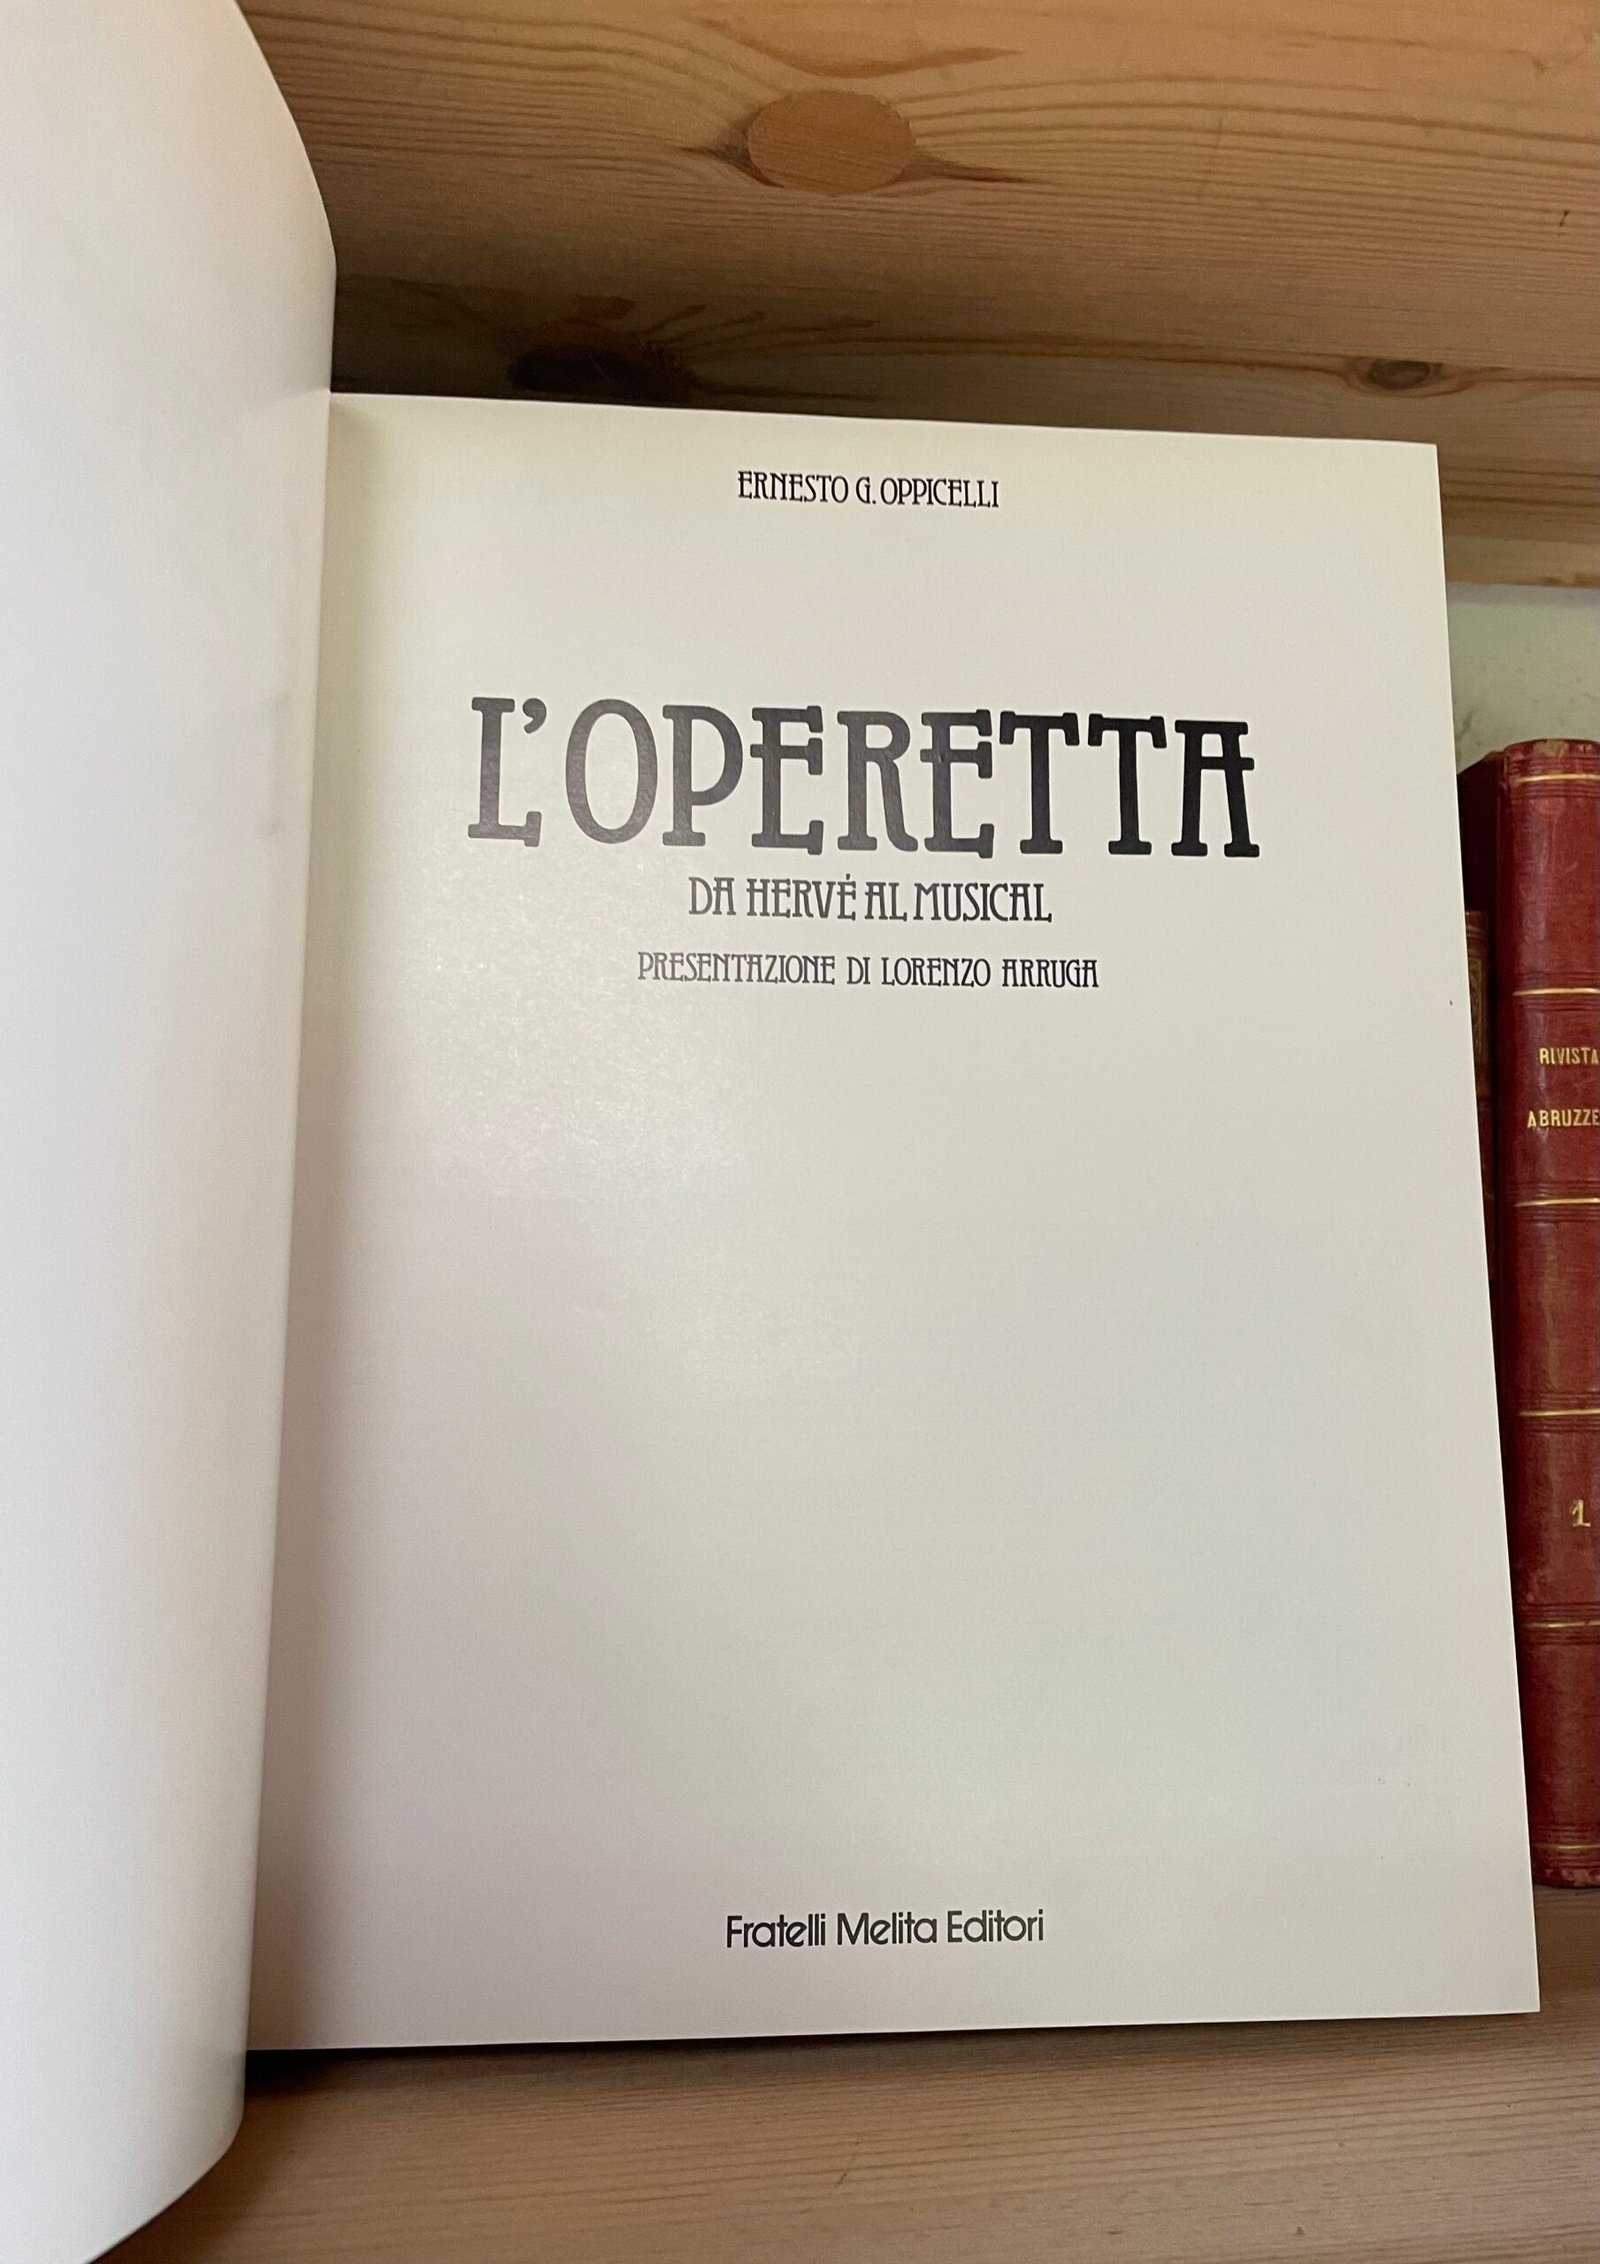 ERNESTO G. OPPICELLI
L'OPERETTA
DA HERVÉ AL MUSICAL
PRESENTAZIONE DI LORENZO ARRUGA
Fratelli Melita Editori
RIVISTA
ABRUZZE
1